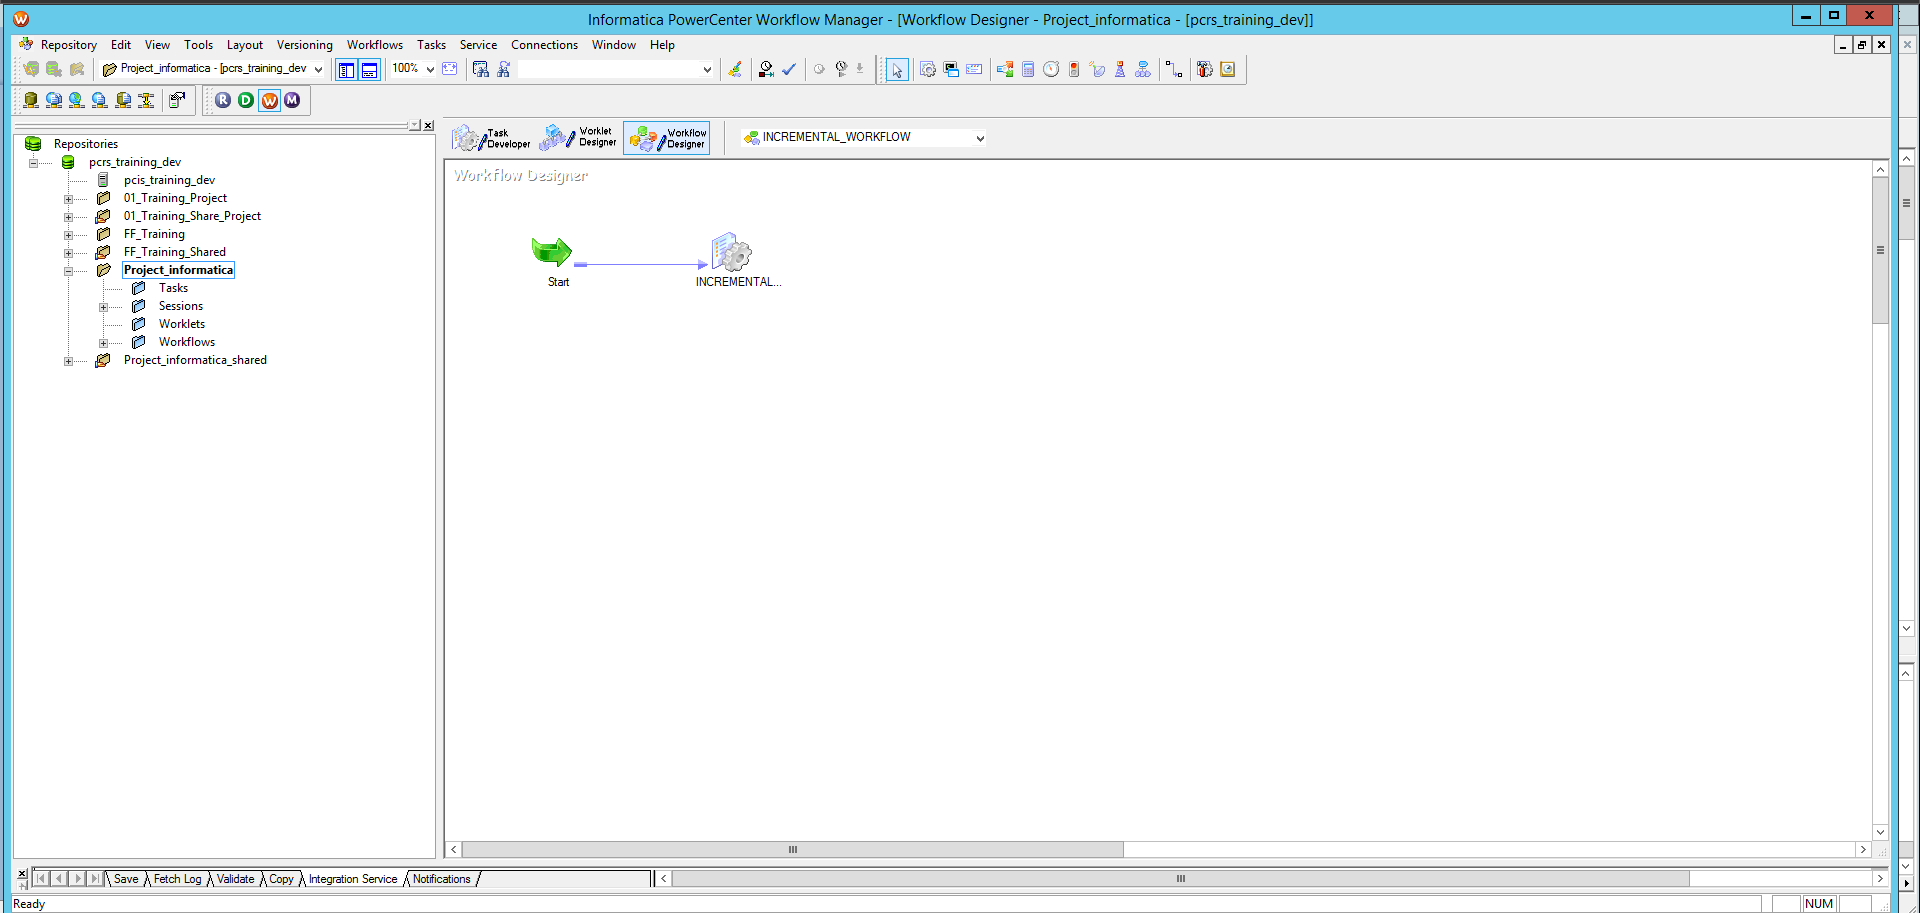 Informatica PowerCenter Workflow Manager - [Workflow Designer - Project_informatica - [pcrs_training_dev]]
Repository Edit View Tools Layout Versioning Workflows Tasks Service Connections Window Help
Project_informatica - [pcrs_training_dev
100%
R D W M
Task Developer
Worklet Designer
Workflow Designer
INCREMENTAL_WORKFLOW
Repositories
pcrs_training_dev
pcis_training_dev
01_Training_Project
01_Training_Share_Project
FF_Training
FF_Training_Shared
Project_informatica
Tasks
Sessions
Worklets
Workflows
Project_informatica_shared
Workflow Designer
Start
INCREMENTAL...
Save Fetch Log Validate Copy Integration Service Notifications
Ready
NUM